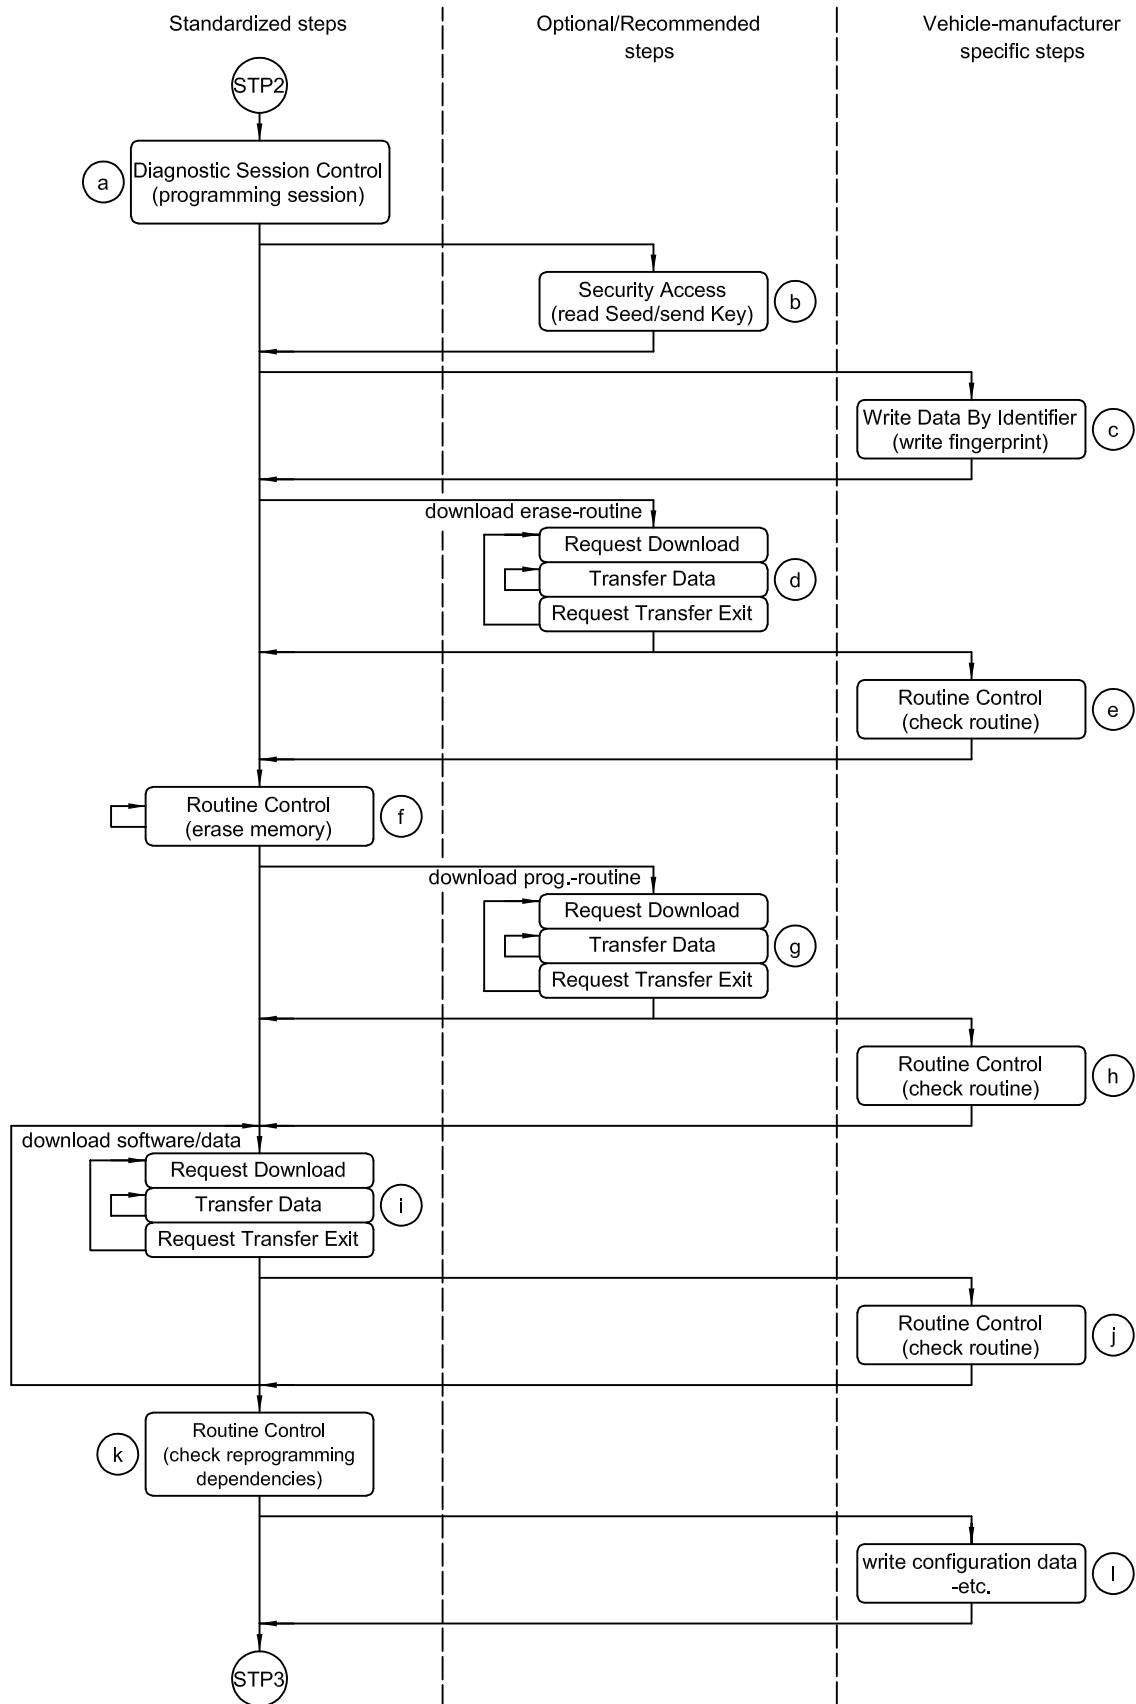 Standardized steps
Optional/Recommended
steps
Vehicle-manufacturer
specific steps
STP2
a
Diagnostic Session Control
(programming session)
Security Access
(read Seed/send Key)
b
Write Data By Identifier
(write fingerprint)
c
download erase-routine
Request Download
Transfer Data
Request Transfer Exit
d
Routine Control
(check routine)
e
Routine Control
(erase memory)
f
download prog.-routine
Request Download
Transfer Data
Request Transfer Exit
g
Routine Control
(check routine)
h
download software/data
Request Download
Transfer Data
Request Transfer Exit
i
Routine Control
(check routine)
j
k
Routine Control
(check reprogramming
dependencies)
write configuration data
-etc.
l
STP3